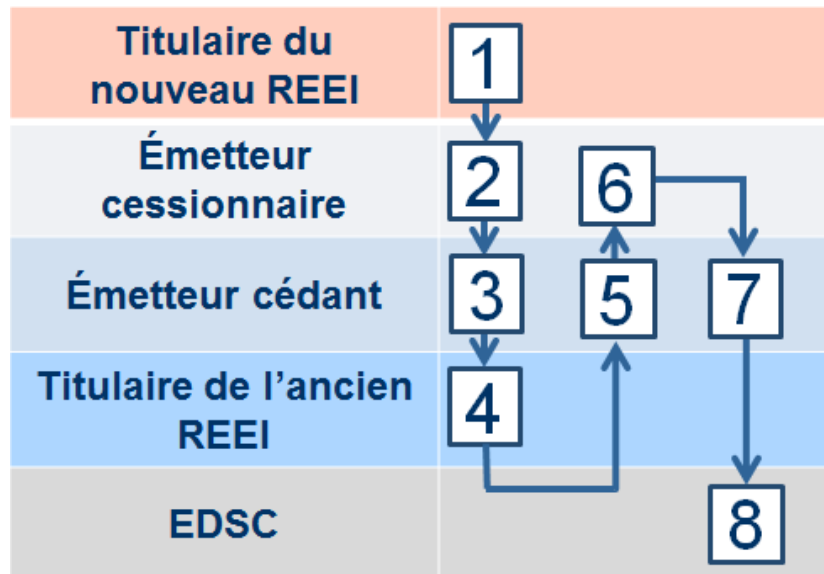 Titulaire du
nouveau REEI
1
Émetteur
cessionnaire
2
6
Émetteur cédant
3
5
7
Titulaire de l’ancien
REEI
4
EDSC
8